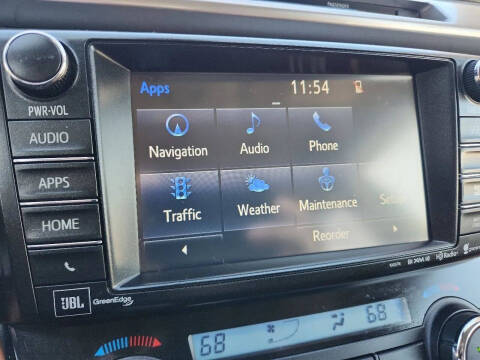 PASSENGER
Apps 11:54
PWR·VOL
AUDIO
Navigation Audio Phone
APPS
Traffic Weather Maintenance
HOME
Reorder
JBL GreenEdge
HD Radio
68 68